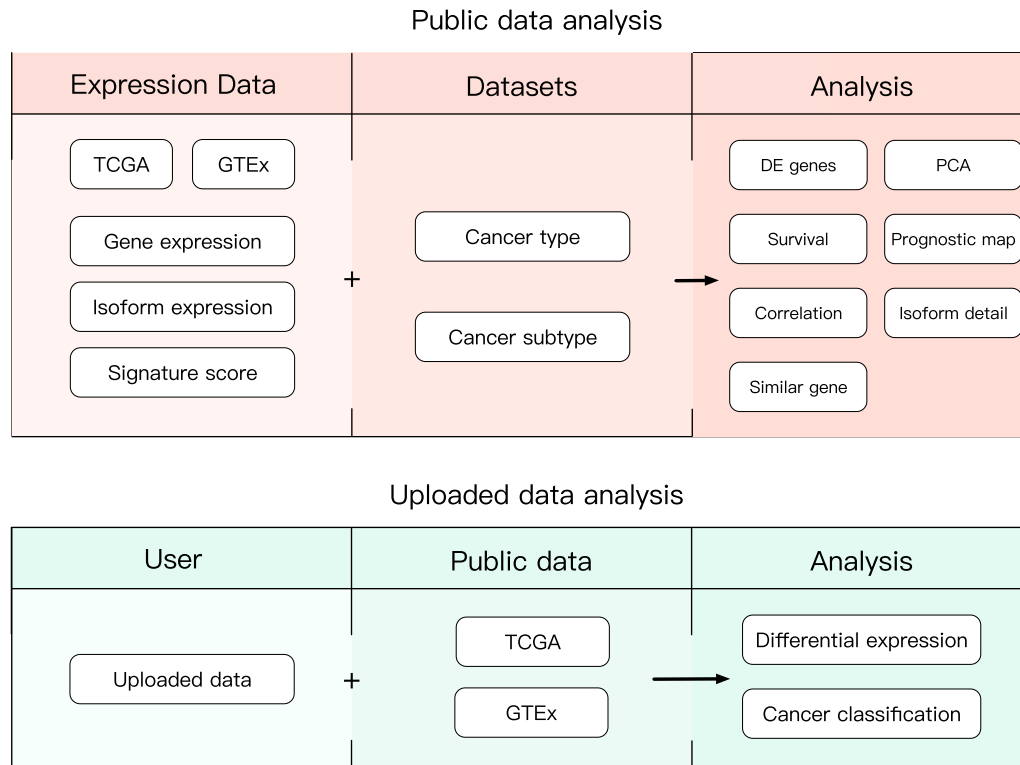 Public data analysis
Expression Data
Datasets
Analysis
TCGA
GTEx
Gene expression
Isoform expression
Signature score
+
Cancer type
Cancer subtype
DE genes
PCA
Survival
Prognostic map
Correlation
Isoform detail
Similar gene
Uploaded data analysis
User
Public data
Analysis
Uploaded data
+
TCGA
GTEx
Differential expression
Cancer classification